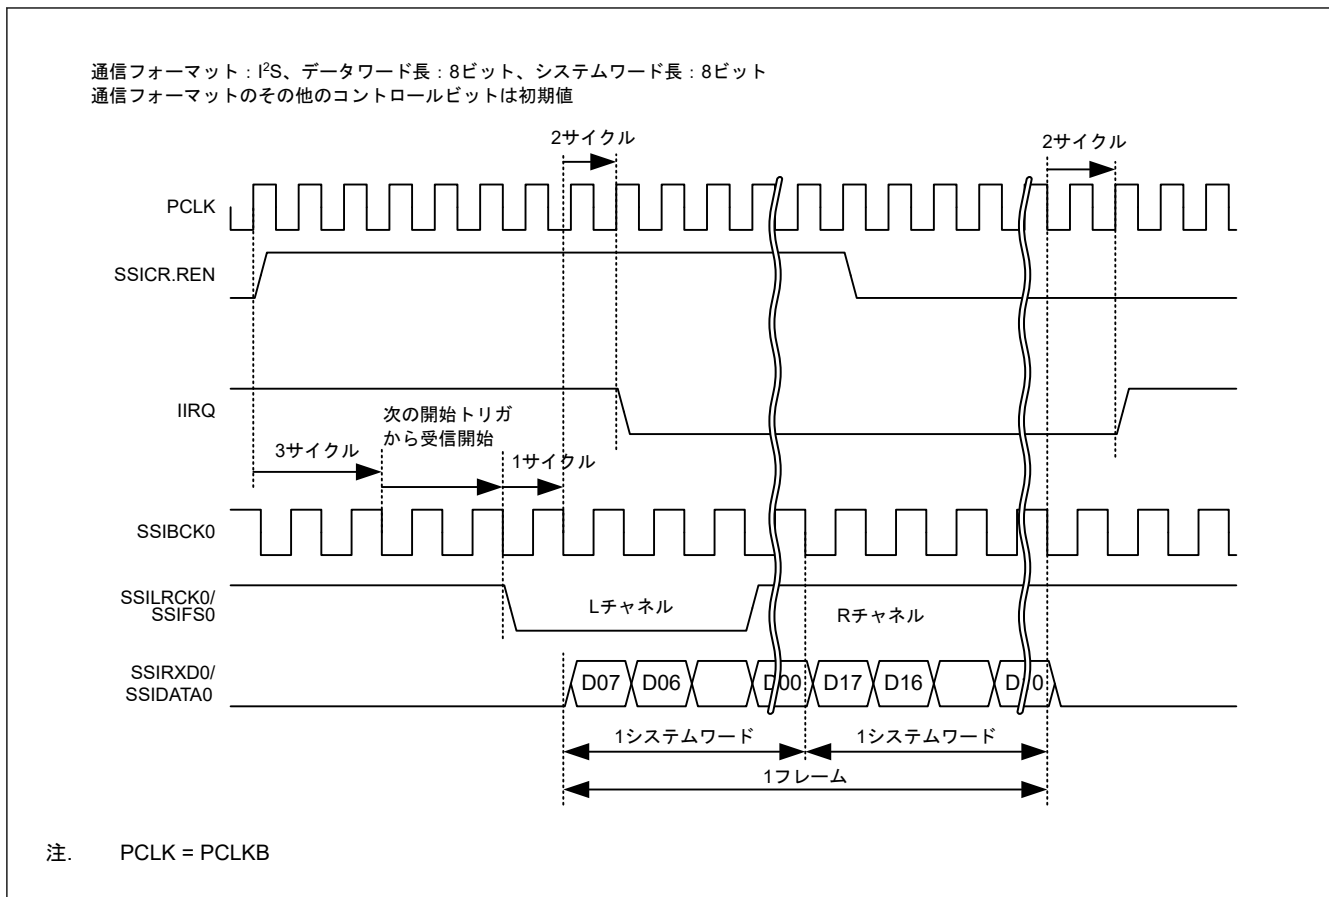 通信フォーマット：I²S、データワード長：8ビット、システムワード長：8ビット
通信フォーマットのその他のコントロールビットは初期値
2サイクル
2サイクル
PCLK
SSICR.REN
IIRQ
次の開始トリガ
から受信開始
3サイクル
1サイクル
SSIBCK0
SSILRCK0/
SSIFS0
Lチャネル
Rチャネル
SSIRXD0/
SSIDATA0
D07 D06 D00 D17 D16 D10
1システムワード
1システムワード
1フレーム
注. PCLK = PCLKB